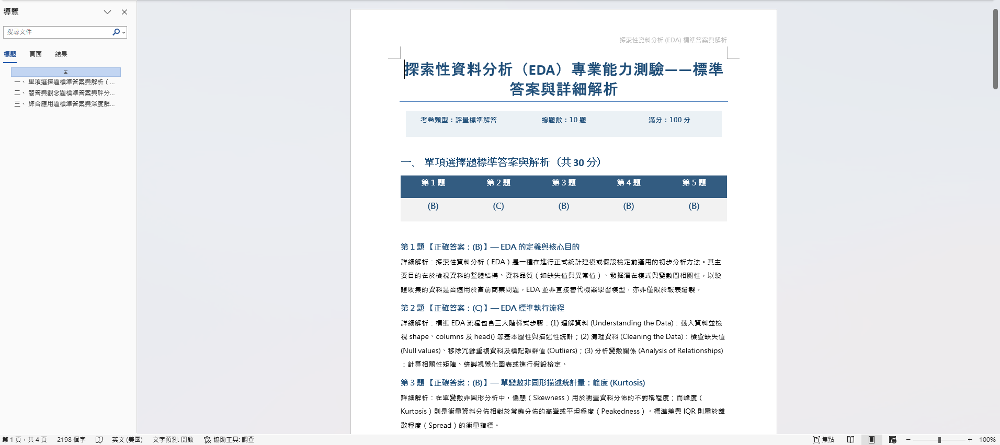 導覽
搜尋文件
標題 頁面 結果
一、 單項選擇題標準答案與解析（...
二、 簡答與觀念題標準答案與評分...
三、 綜合應用題標準答案與深度解...
探索性資料分析 (EDA) 標準答案與解析
探索性資料分析（EDA）專業能力測驗——標準
答案與詳細解析
考卷類型：評量標準解答 總題數：10 題 滿分：100 分
一、 單項選擇題標準答案與解析（共 30 分）
第 1 題 第 2 題 第 3 題 第 4 題 第 5 題
(B) (C) (B) (B) (B)
第 1 題【正確答案：(B)】— EDA 的定義與核心目的
詳細解析：探索性資料分析（EDA）是一種在進行正式統計建模或假設檢定前運用的初步分析方法。其主
要目的在於檢視資料的整體結構、資料品質（如缺失值與異常值）、發掘潛在模式與變數間相關性，以驗
證收集的資料是否適用於當前商業問題。EDA 並非直接替代機器學習模型，亦非僅限於報表繪製。
第 2 題【正確答案：(C)】— EDA 標準執行流程
詳細解析：標準 EDA 流程包含三大階梯式步驟：(1) 理解資料 (Understanding the Data)：載入資料並檢
視 shape、columns 及 head() 等基本屬性與描述性統計；(2) 清理資料 (Cleaning the Data)：檢查缺失值
(Null values)、移除冗餘重複資料及標記離群值 (Outliers)；(3) 分析變數關係 (Analysis of Relationships)
：計算相關性矩陣、繪製視覺化圖表或進行假設檢定。
第 3 題【正確答案：(B)】— 單變數非圖形描述統計量：峰度 (Kurtosis)
詳細解析：在單變數非圖形分析中，偏態（Skewness）用於衡量資料分佈的不對稱程度；而峰度（
Kurtosis）則是衡量資料分佈相對於常態分佈的高聳或平坦程度（Peakedness）。標準差與 IQR 則屬於離
散程度（Spread）的衡量指標。
第 1 頁，共 4 頁 2198 個字 英文 (美國) 文字預測: 開啟 協助工具: 調查 焦點 100%